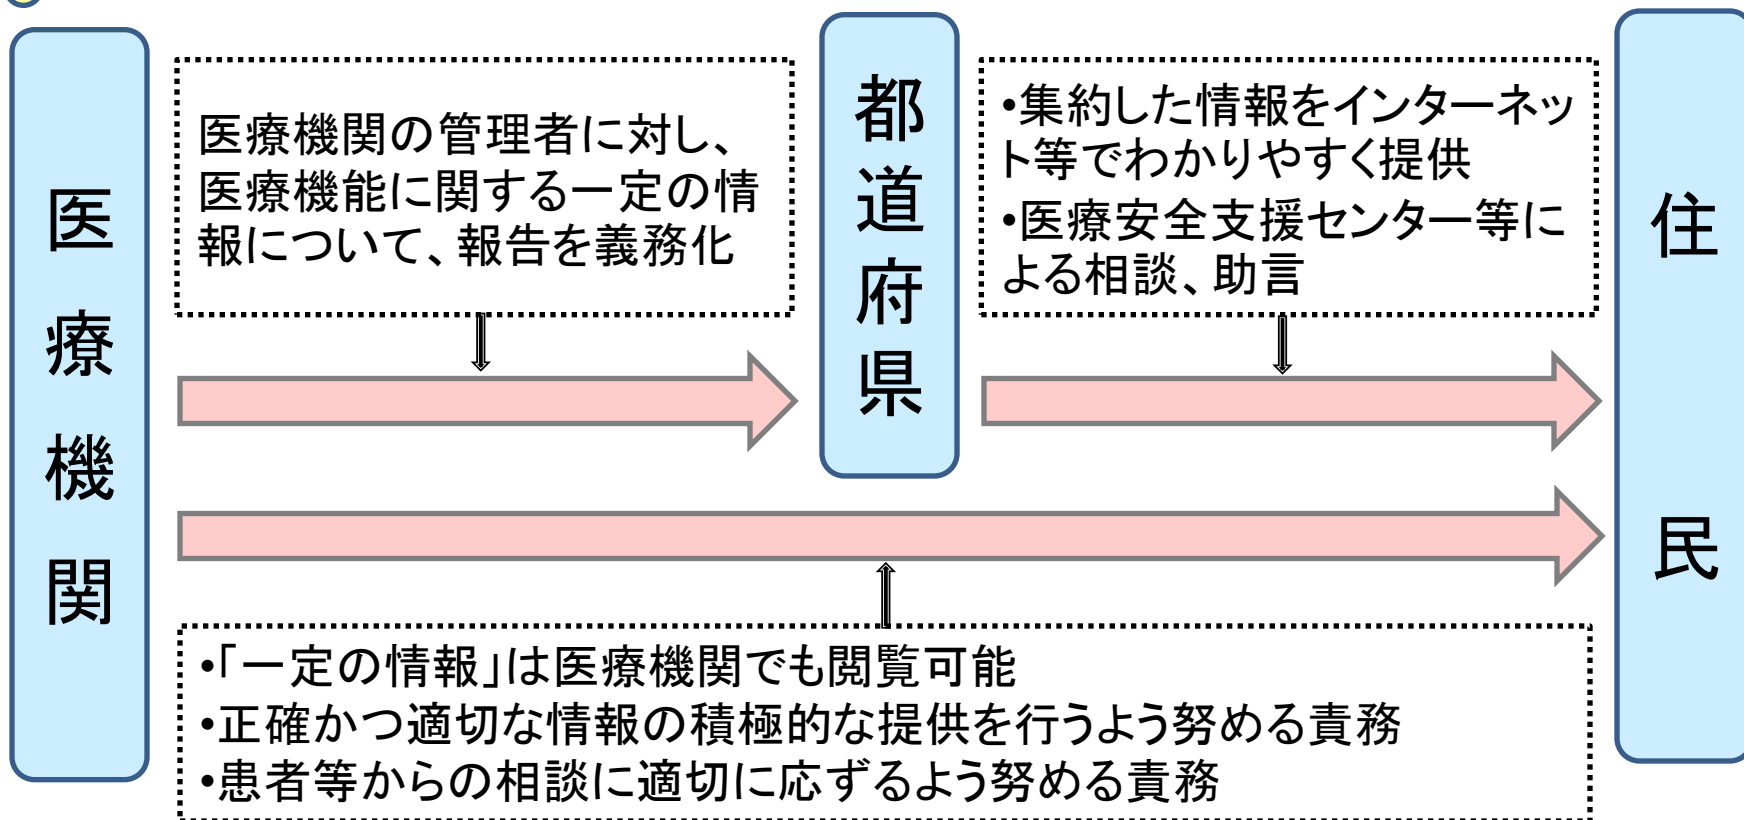 医療機関
医療機関の管理者に対し、
医療機能に関する一定の情
報について、報告を義務化
都道府県
•集約した情報をインターネッ
ト等でわかりやすく提供
•医療安全支援センター等に
よる相談、助言
住民
•「一定の情報」は医療機関でも閲覧可能
•正確かつ適切な情報の積極的な提供を行うよう努める責務
•患者等からの相談に適切に応ずるよう努める責務